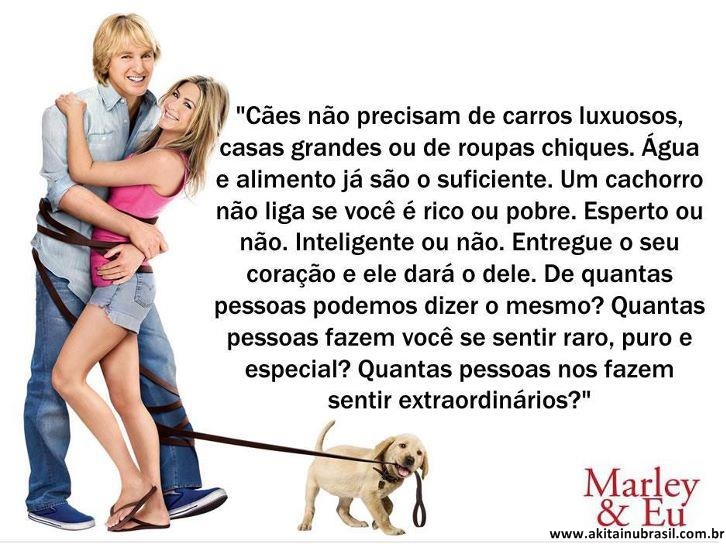 "Cães não precisam de carros luxuosos,
casas grandes ou de roupas chiques. Água
e alimento já são o suficiente. Um cachorro
não liga se você é rico ou pobre. Esperto ou
não. Inteligente ou não. Entregue o seu
coração e ele dará o dele. De quantas
pessoas podemos dizer o mesmo? Quantas
pessoas fazem você se sentir raro, puro e
especial? Quantas pessoas nos fazem
sentir extraordinários?"
Marley
& Eu
www.akitainubrasil.com.br